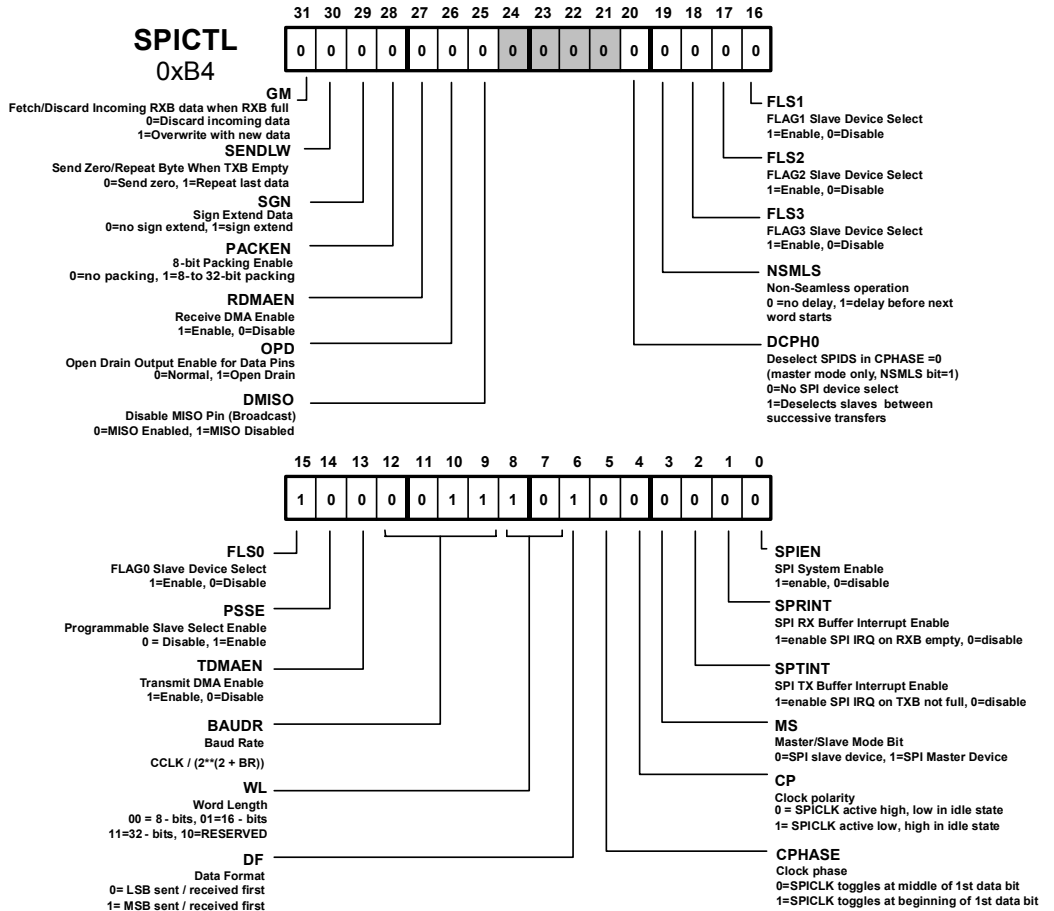 31 30 29 28 27 26 25 24 23 22 21 20 19 18 17 16
SPICTL
0xB4
0 0 0 0 0 0 0 0 0 0 0 0 0 0 0 0
GM
Fetch/Discard Incoming RXB data when RXB full
0=Discard incoming data
1=Overwrite with new data
SENDLW
Send Zero/Repeat Byte When TXB Empty
0=Send zero, 1=Repeat last data
SGN
Sign Extend Data
0=no sign extend, 1=sign extend
PACKEN
8-bit Packing Enable
0=no packing, 1=8-to 32-bit packing
RDMAEN
Receive DMA Enable
1=Enable, 0=Disable
OPD
Open Drain Output Enable for Data Pins
0=Normal, 1=Open Drain
DMISO
Disable MISO Pin (Broadcast)
0=MISO Enabled, 1=MISO Disabled
FLS1
FLAG1 Slave Device Select
1=Enable, 0=Disable
FLS2
FLAG2 Slave Device Select
1=Enable, 0=Disable
FLS3
FLAG3 Slave Device Select
1=Enable, 0=Disable
NSMLS
Non-Seamless operation
0 =no delay, 1=delay before next
word starts
DCPH0
Deselect SPIDS in CPHASE =0
(master mode only, NSMLS bit=1)
0=No SPI device select
1=Deselects slaves between
successive transfers
15 14 13 12 11 10 9 8 7 6 5 4 3 2 1 0
1 0 0 0 0 1 1 1 0 1 0 0 0 0 0 0
FLS0
FLAG0 Slave Device Select
1=Enable, 0=Disable
PSSE
Programmable Slave Select Enable
0 = Disable, 1=Enable
TDMAEN
Transmit DMA Enable
1=Enable, 0=Disable
BAUDR
Baud Rate
CCLK / (2**(2 + BR))
WL
Word Length
00 = 8 - bits, 01=16 - bits
11=32 - bits, 10=RESERVED
DF
Data Format
0= LSB sent / received first
1= MSB sent / received first
SPIEN
SPI System Enable
1=enable, 0=disable
SPRINT
SPI RX Buffer Interrupt Enable
1=enable SPI IRQ on RXB empty, 0=disable
SPTINT
SPI TX Buffer Interrupt Enable
1=enable SPI IRQ on TXB not full, 0=disable
MS
Master/Slave Mode Bit
0=SPI slave device, 1=SPI Master Device
CP
Clock polarity
0 = SPICLK active high, low in idle state
1= SPICLK active low, high in idle state
CPHASE
Clock phase
0=SPICLK toggles at middle of 1st data bit
1=SPICLK toggles at beginning of 1st data bit